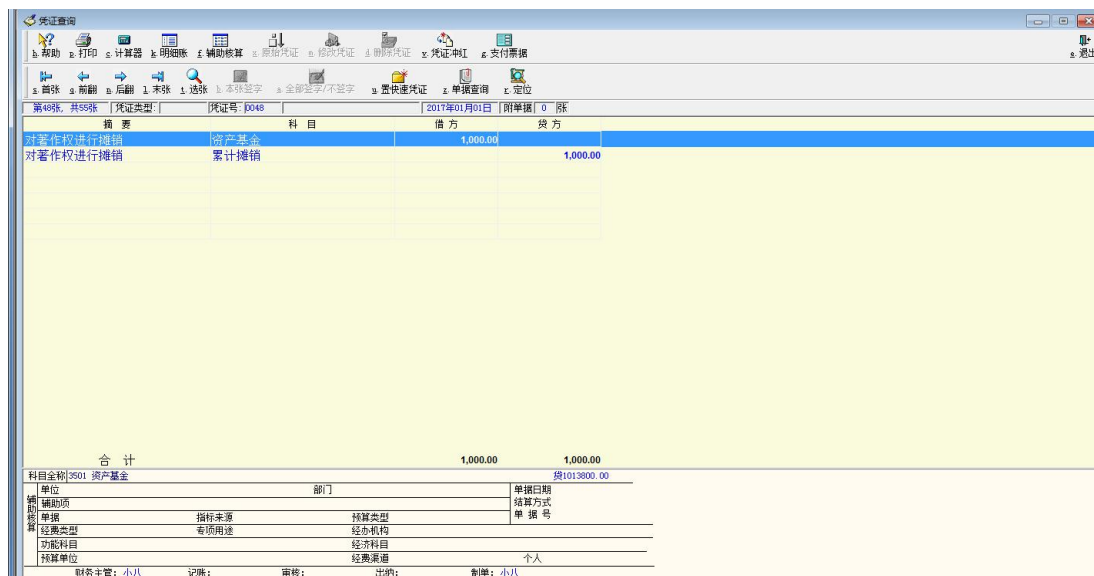 凭证查询
h.帮助 p.打印 c.计算器 k.明细账 f.辅助核算 原始凭证 修改凭证 d.删除凭证 v.凭证冲红 g.支付票据 退出
s.首张 前翻 n.后翻 l.末张 t.选张 本张签字 全部签字/不签字 置快速凭证 z.单据查询 r.定位
第48张, 共55张 凭证类型: 凭证号: 0048 2017年01月01日 附单据 0 张
摘 要 科 目 借 方 贷 方
对著作权进行摊销 资产基金 1,000.00
对著作权进行摊销 累计摊销 1,000.00
合 计 1,000.00 1,000.00
科目全称 3501 资产基金 贷1013800.00
辅助核算
单位 部门 单据日期
辅助项 结算方式
单据 指标来源 预算类型 单 据 号
经费类型 专项用途 经办机构
功能科目 经济科目
预算单位 经费渠道 个人
财务主管: 小八 记账: 审核: 出纳: 制单: 小八